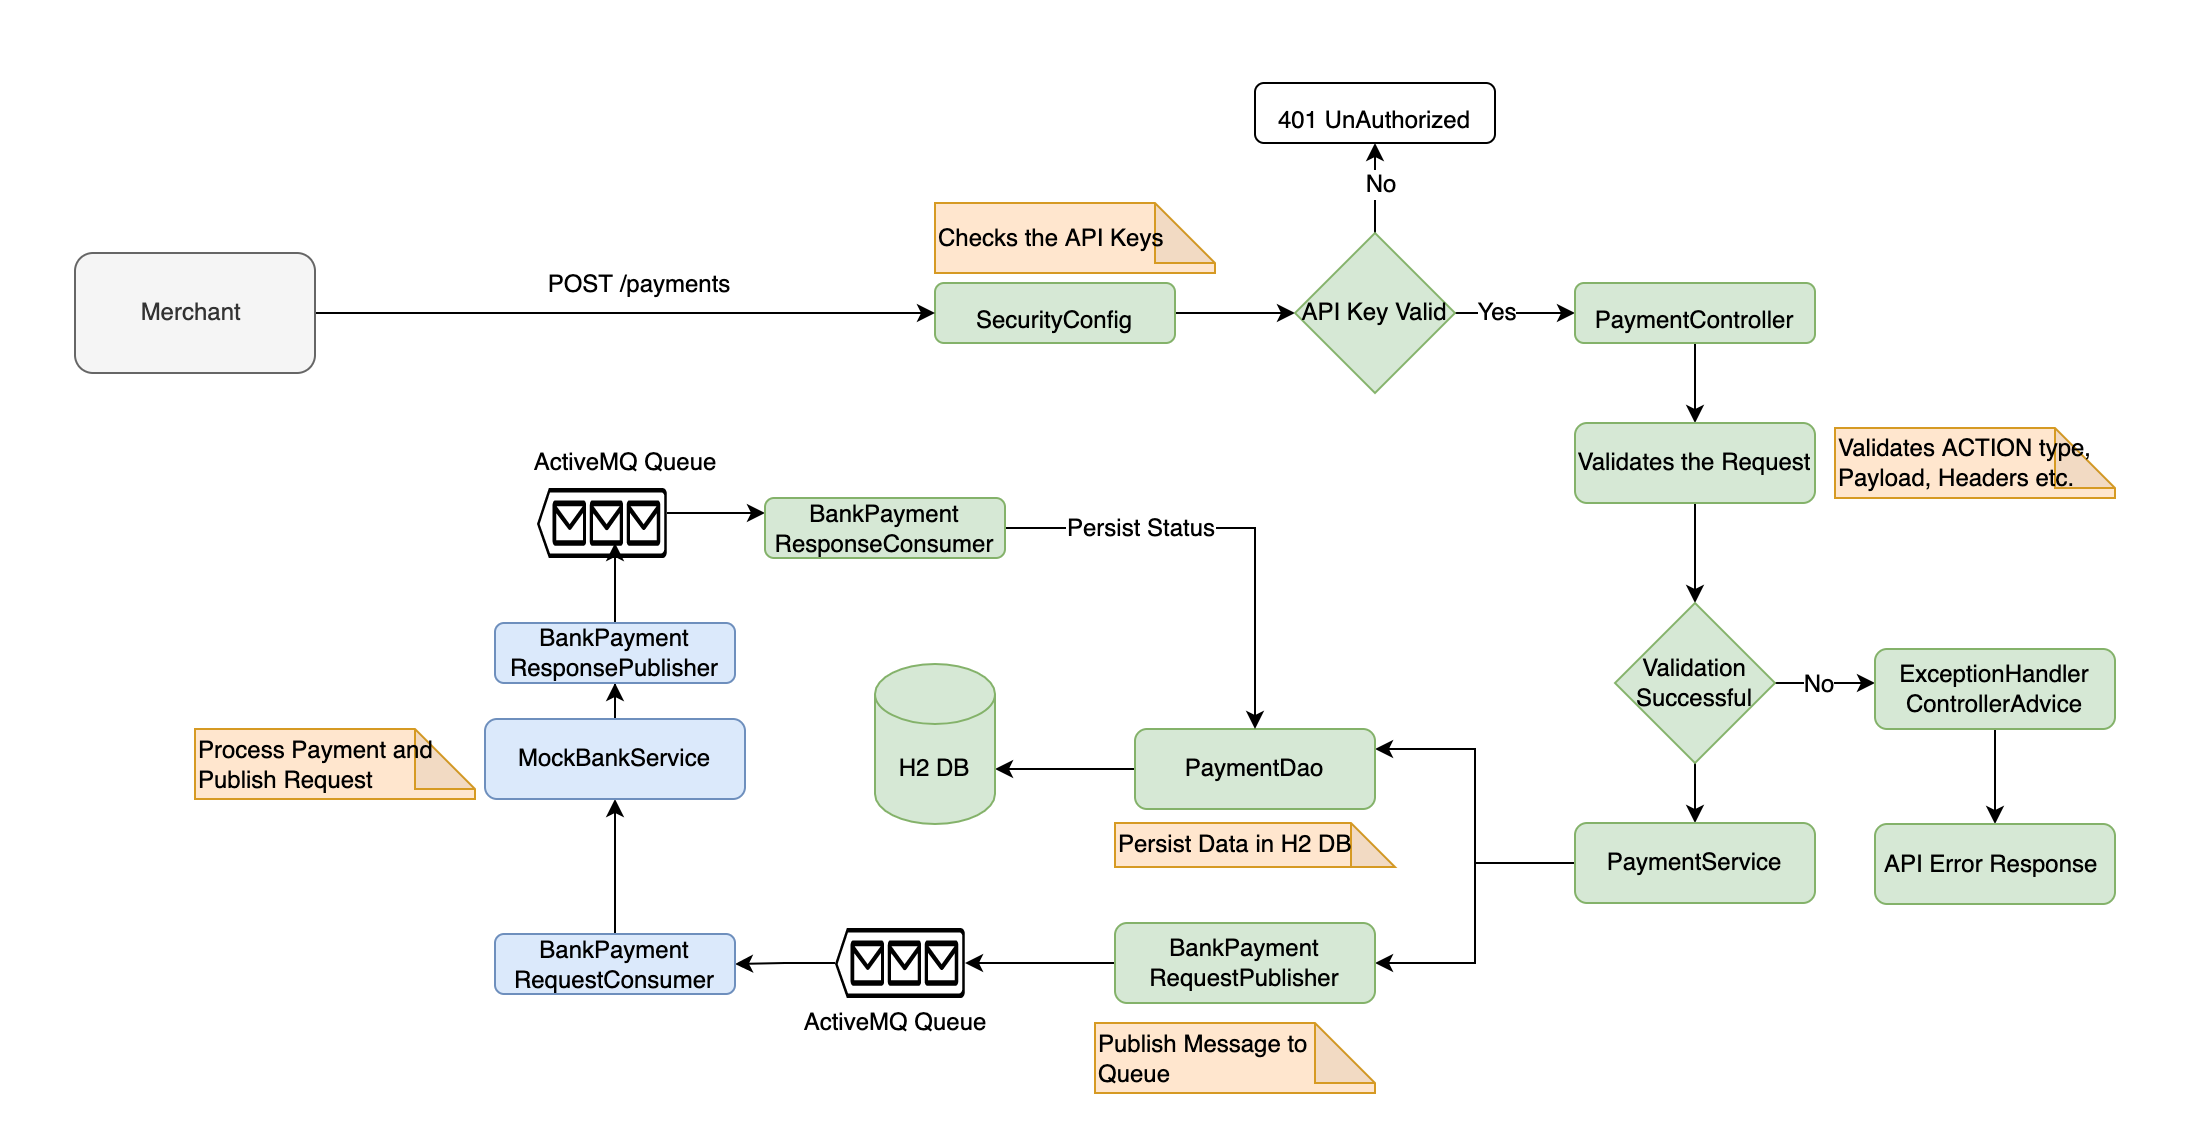 401 UnAuthorized
No
Checks the API Keys
POST /payments
Merchant
SecurityConfig
API Key Valid
Yes
PaymentController
Validates the Request
Validates ACTION type,
Payload, Headers etc.
ActiveMQ Queue
BankPayment
ResponseConsumer
Persist Status
BankPayment
ResponsePublisher
Validation
Successful
No
ExceptionHandler
ControllerAdvice
Process Payment and
Publish Request
MockBankService
H2 DB
PaymentDao
Persist Data in H2 DB
PaymentService
API Error Response
BankPayment
RequestConsumer
ActiveMQ Queue
BankPayment
RequestPublisher
Publish Message to
Queue